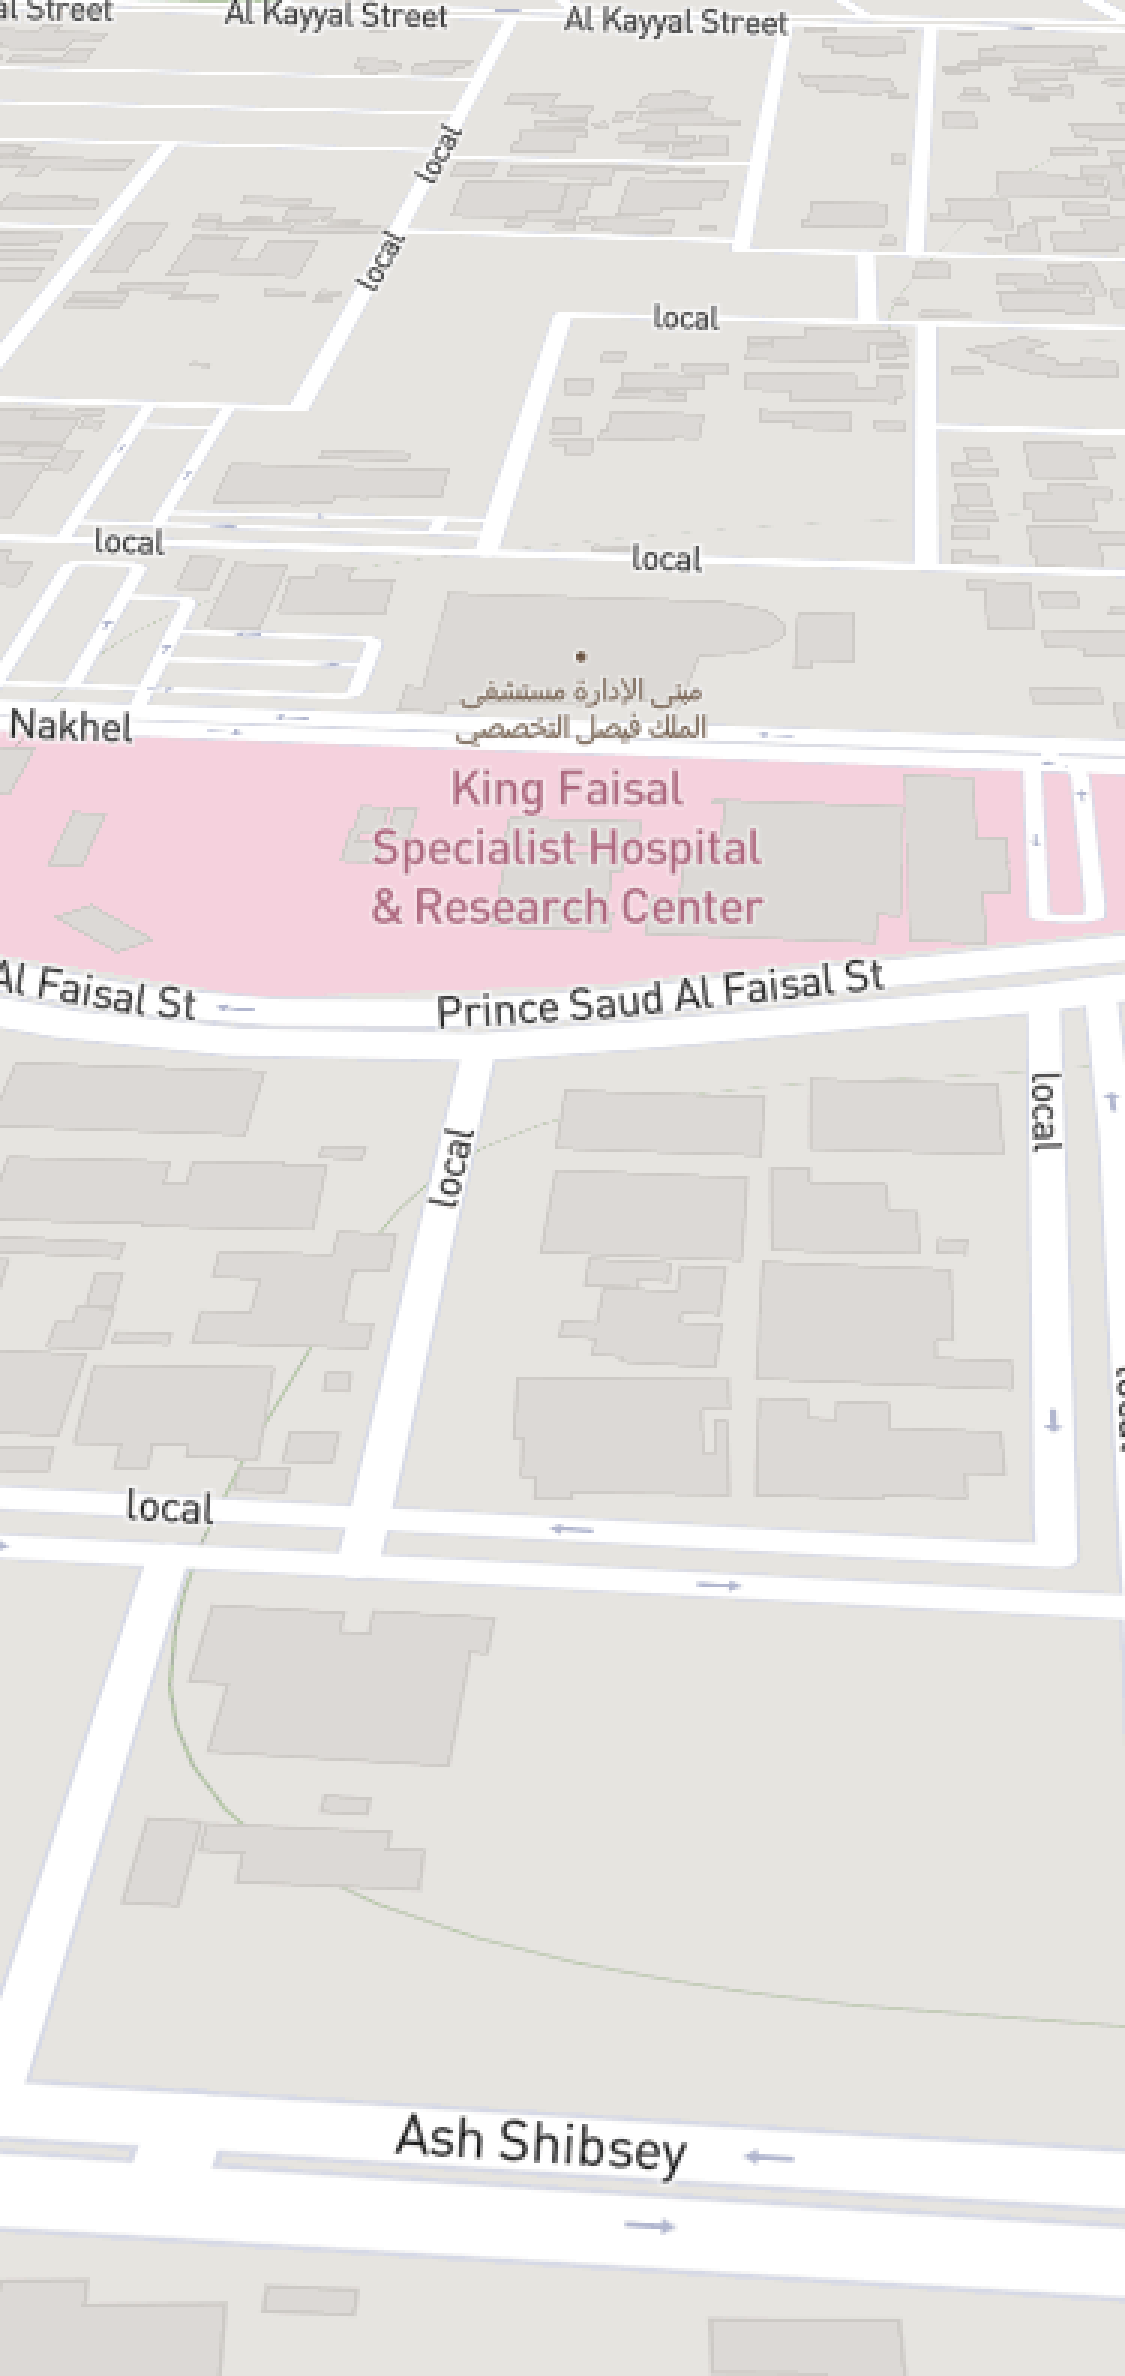 al Street
Al Kayyal Street
Al Kayyal Street
local
local
local
local
local
مبنى الإدارة مستشفى
الملك فيصل التخصصي
Nakhel
King Faisal
Specialist Hospital
& Research Center
Al Faisal St
Prince Saud Al Faisal St
local
local
local
Ash Shibsey